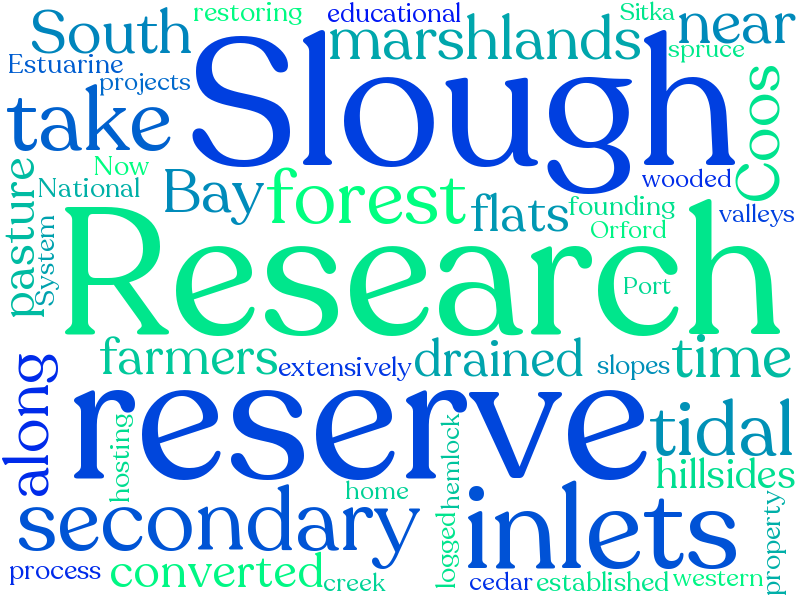 restoring
educational
Sitka
near
South
marshlands
spruce
Slough
Estuarine
projects
Coos
take
Now
National
Bay
forest
wooded
flats
founding
valleys
Orford
pasture
System
Research
Port
farmers
extensively
drained
slopes
time
along
reserve
tidal
hillsides
hosting
hemlock
home
secondary
inlets
logged
property
process
converted
creek
cedar
established
western